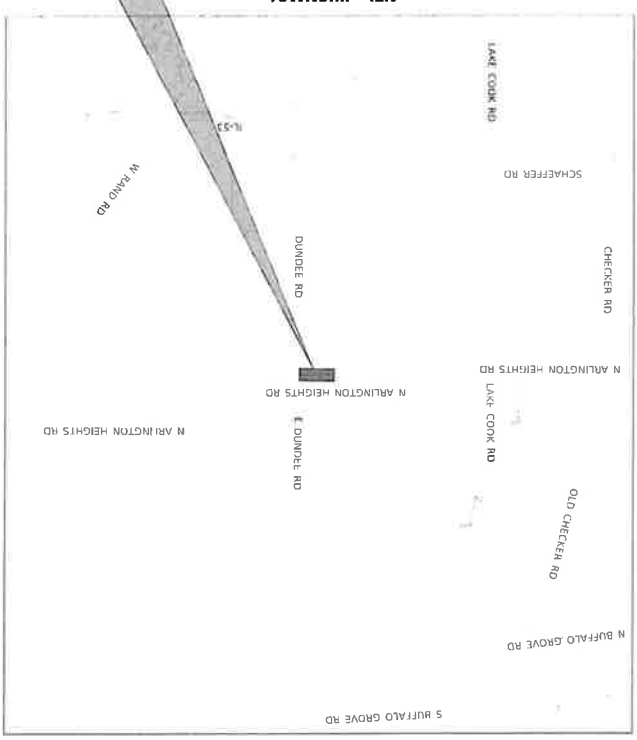 LAKE COOK RD
IL-53
W RAND RD
SCHAEFFER RD
DUNDEE RD
CHECKER RD
N ARLINGTON HEIGHTS RD
N ARLINGTON HEIGHTS RD
LAKE COOK RD
E DUNDEE RD
N ARLINGTON HEIGHTS RD
OLD CHECKER RD
N BUFFALO GROVE RD
S BUFFALO GROVE RD